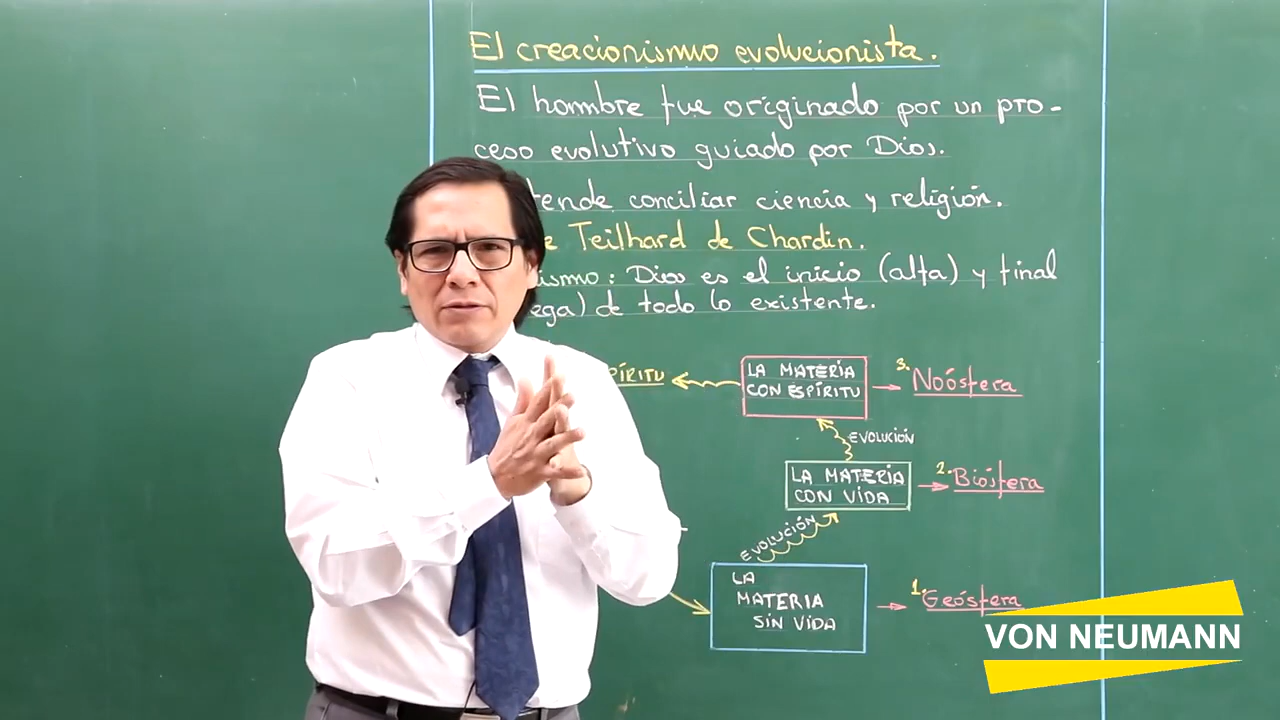 El creacionismo evolucionista.
El hombre fue originado por un pro-
ceso evolutivo guiado por Dios.
tende conciliar ciencia y religión.
e Teilhard de Chardin.
ismo: Dios es el inicio (alfa) y final
ega) de todo lo existente.
PÍRITU
LA MATERIA
CON ESPÍRITU
3. Noósfera
EVOLUCIÓN
LA MATERIA
CON VIDA
2. Biósfera
EVOLUCIÓN
LA
MATERIA
SIN VIDA
1. Geósfera
VON NEUMANN